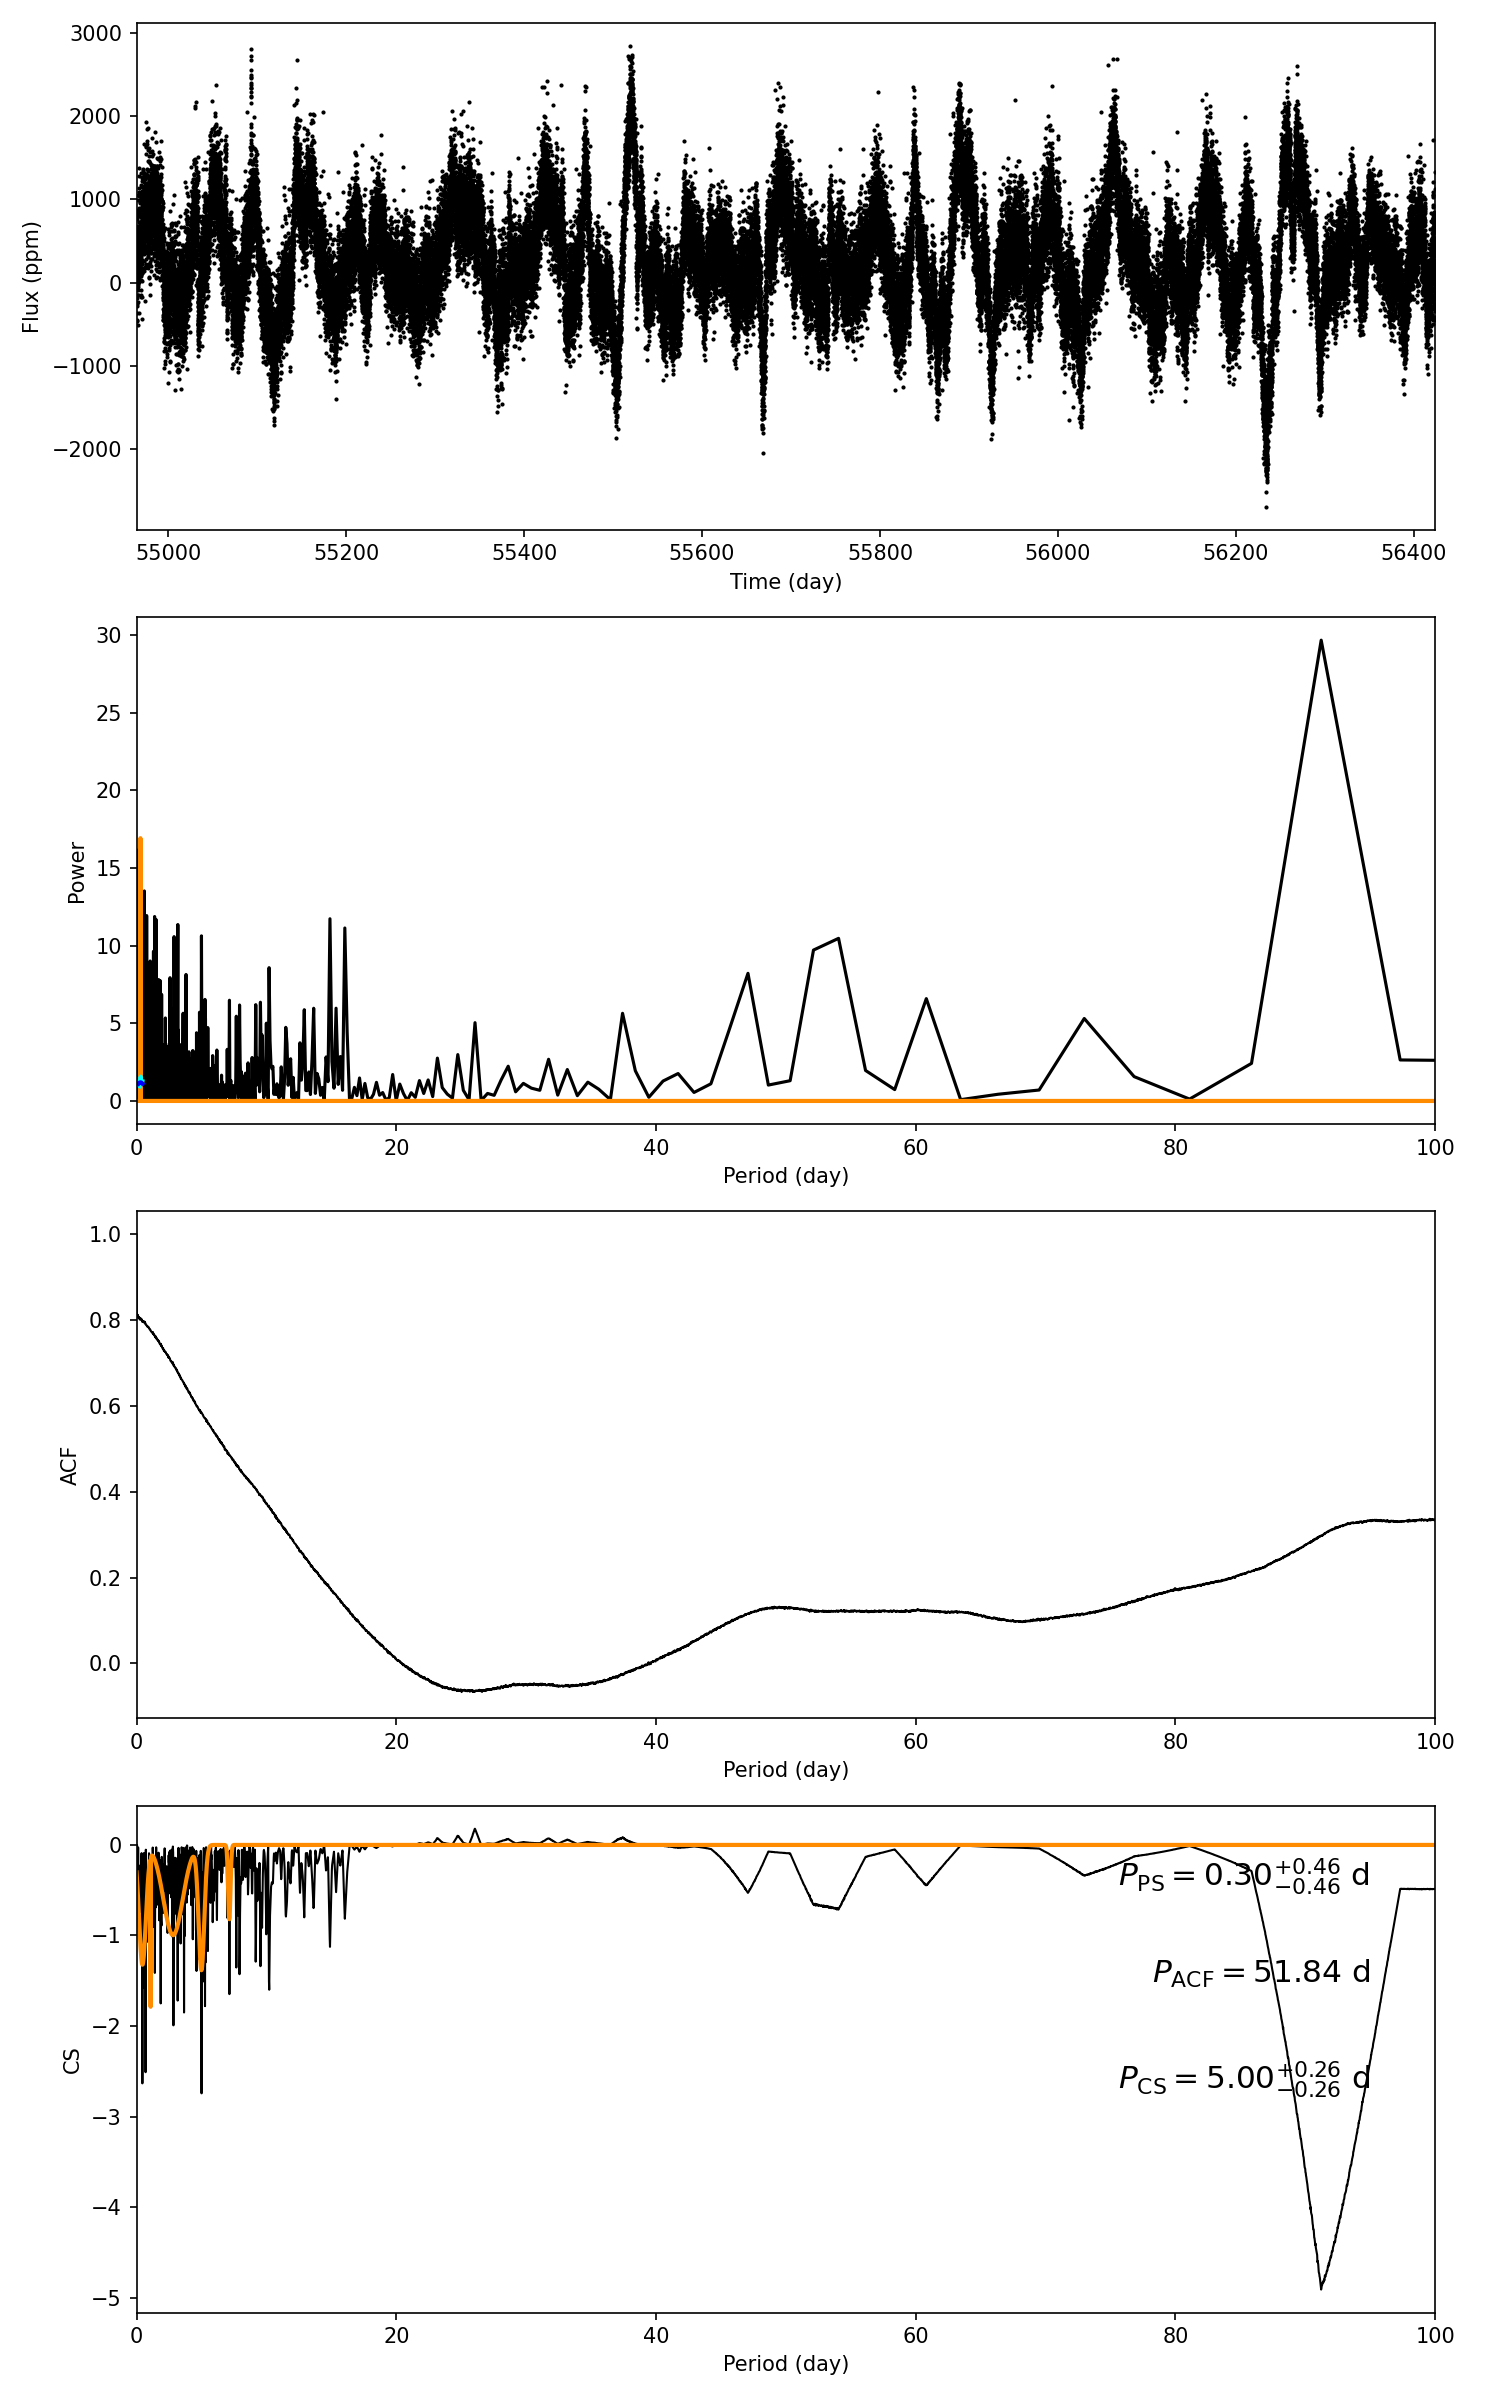 3000
2000
1000
0
−1000
−2000
Flux (ppm)
55000 55200 55400 55600 55800 56000 56200 56400
Time (day)
30
25
20
15
10
5
0
Power
0 20 40 60 80 100
Period (day)
1.0
0.8
0.6
0.4
0.2
0.0
ACF
0 20 40 60 80 100
Period (day)
0
−1
−2
−3
−4
−5
CS
P_PS = 0.30 +0.46 −0.46 d
P_ACF = 51.84 d
P_CS = 5.00 +0.26 −0.26 d
0 20 40 60 80 100
Period (day)